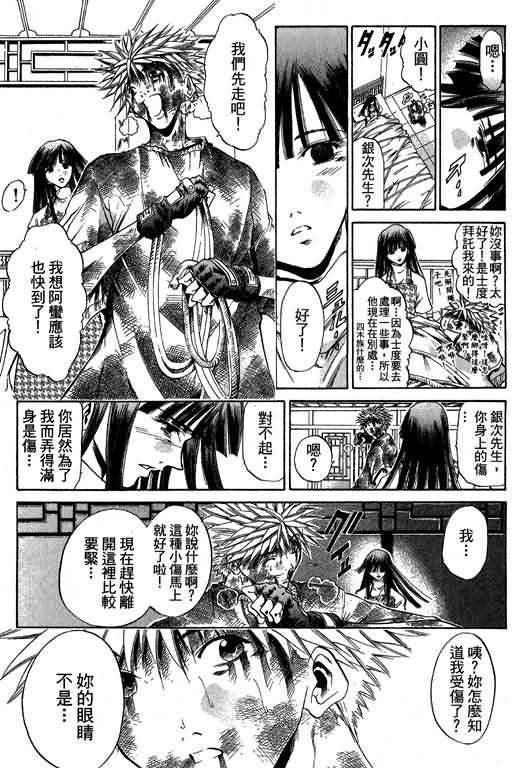 嗯…
小圓！
銀次先生？
妳沒事啊？太
好了！是士度
拜託我來的！
啊…因為士度要去
處理一些事，所以
他現在在別處…
四木族什麼的…
好了！
我們先走吧！
！
我想阿蠻應該
也快到了！
銀次先生，
你身上的傷
…
嗯？
對不起…
你居然為了
我而弄得滿
身是傷…
我…
妳說什麼啊？
這種小傷馬上
就好了啦！
現在趕快離
開這裡比較
要緊…
咦？妳怎麼知
道我受傷了？
妳的眼睛
不是…